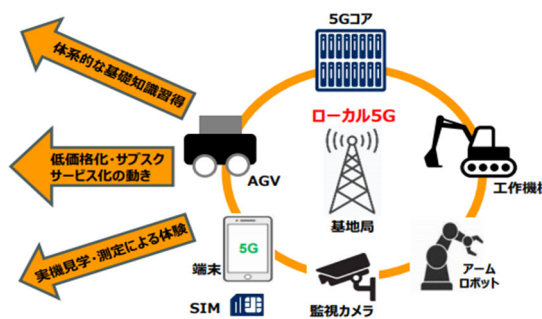 5Gコア
体系的な基礎知識習得
ローカル5G
低価格化・サブスク
サービス化の動き
AGV
工作機械
基地局
実機見学・測定による体験
5G
端末
アーム
ロボット
SIM
監視カメラ